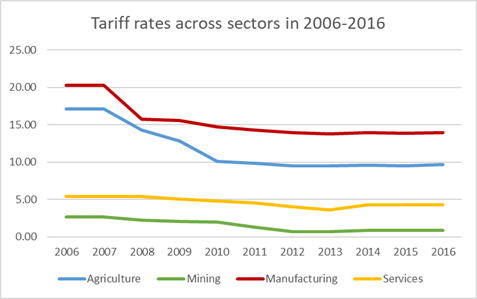 Tariff rates across sectors in 2006-2016
25.00
20.00
15.00
10.00
5.00
0.00
2006 2007 2008 2009 2010 2011 2012 2013 2014 2015 2016
Agriculture Mining Manufacturing Services